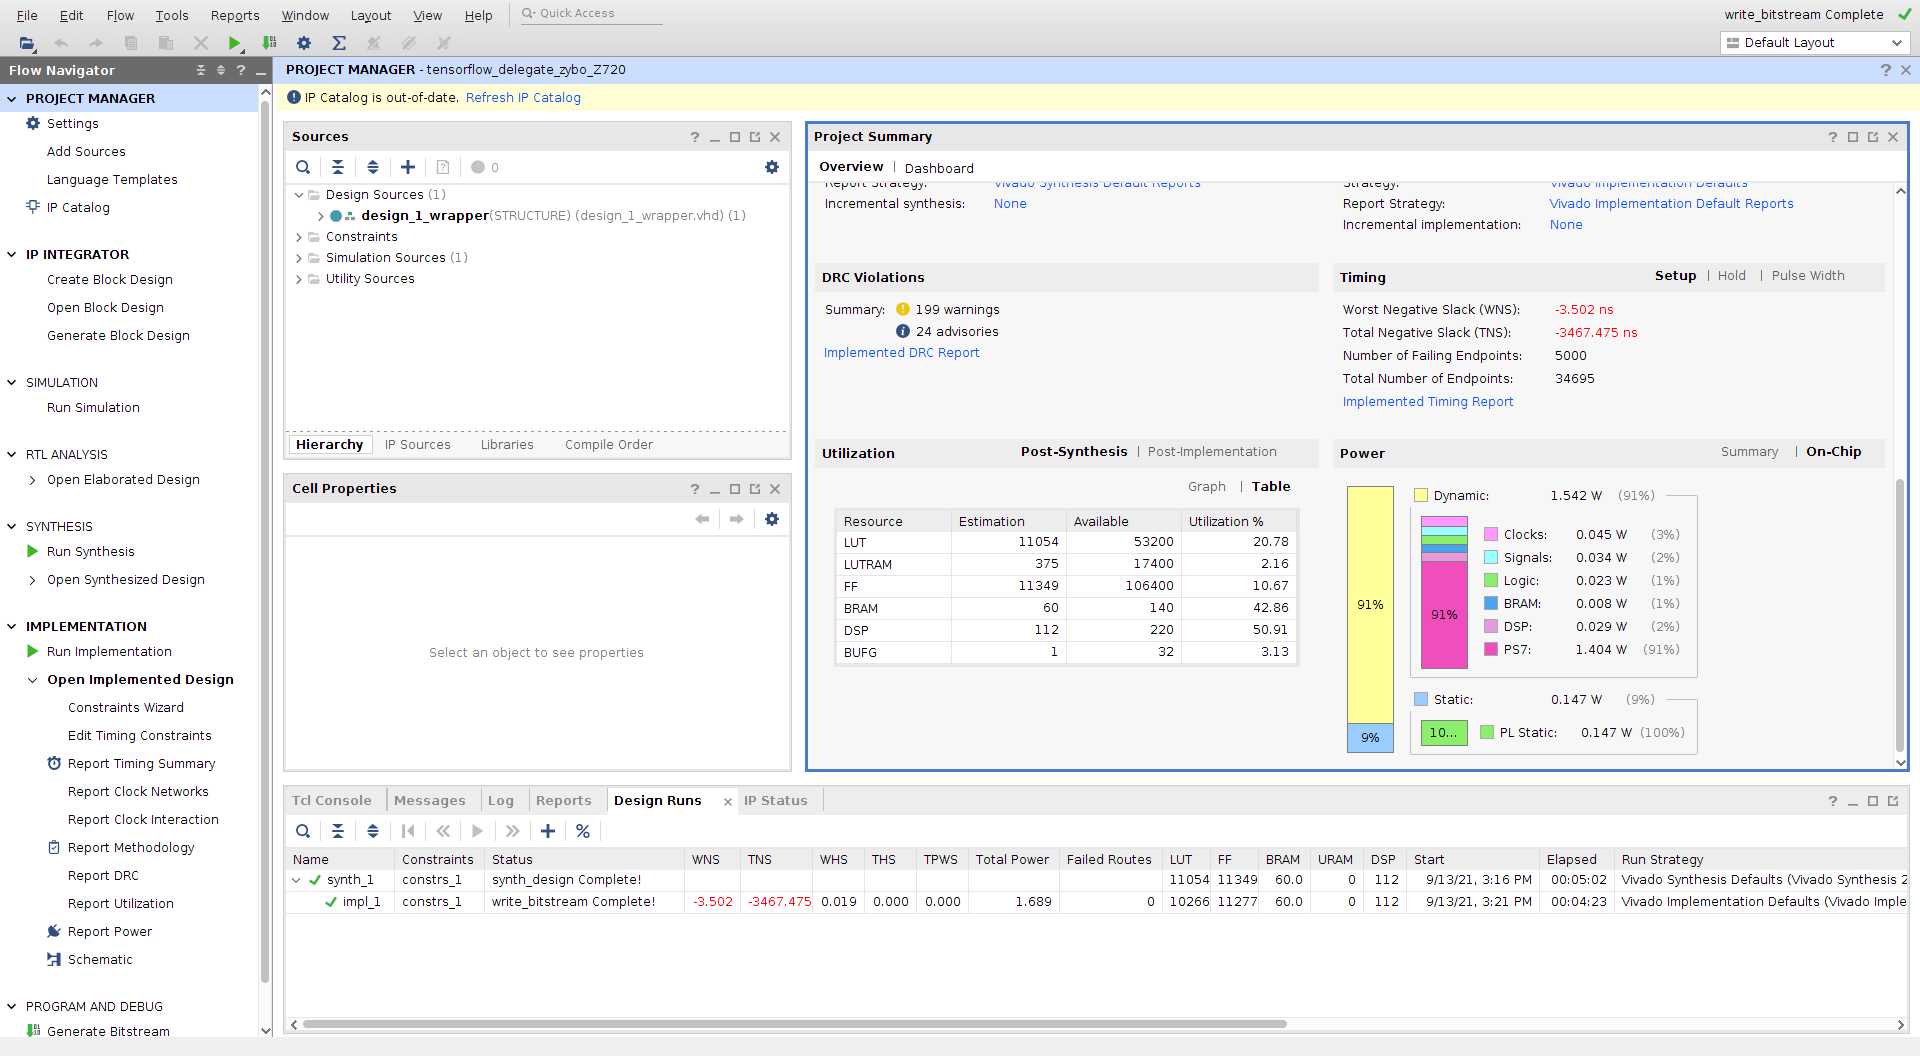 File Edit Flow Tools Reports Window Layout View Help Quick Access write_bitstream Complete
Default Layout
Flow Navigator
PROJECT MANAGER - tensorflow_delegate_zybo_Z720
IP Catalog is out-of-date. Refresh IP Catalog
PROJECT MANAGER
Settings
Add Sources
Language Templates
IP Catalog
IP INTEGRATOR
Create Block Design
Open Block Design
Generate Block Design
SIMULATION
Run Simulation
RTL ANALYSIS
Open Elaborated Design
SYNTHESIS
Run Synthesis
Open Synthesized Design
IMPLEMENTATION
Run Implementation
Open Implemented Design
Constraints Wizard
Edit Timing Constraints
Report Timing Summary
Report Clock Networks
Report Clock Interaction
Report Methodology
Report DRC
Report Utilization
Report Power
Schematic
PROGRAM AND DEBUG
Generate Bitstream
Sources
0
Design Sources (1)
design_1_wrapper(STRUCTURE) (design_1_wrapper.vhd) (1)
Constraints
Simulation Sources (1)
Utility Sources
Hierarchy IP Sources Libraries Compile Order
Cell Properties
Select an object to see properties
Project Summary
Overview | Dashboard
Report Strategy: Vivado Synthesis Default Reports
Incremental synthesis: None
Strategy: Vivado Implementation Defaults
Report Strategy: Vivado Implementation Default Reports
Incremental implementation: None
DRC Violations
Summary: 199 warnings
24 advisories
Implemented DRC Report
Timing Setup | Hold | Pulse Width
Worst Negative Slack (WNS): -3.502 ns
Total Negative Slack (TNS): -3467.475 ns
Number of Failing Endpoints: 5000
Total Number of Endpoints: 34695
Implemented Timing Report
Utilization Post-Synthesis | Post-Implementation
Graph | Table
Resource Estimation Available Utilization %
LUT 11054 53200 20.78
LUTRAM 375 17400 2.16
FF 11349 106400 10.67
BRAM 60 140 42.86
DSP 112 220 50.91
BUFG 1 32 3.13
Power Summary | On-Chip
91%
9%
Dynamic: 1.542 W (91%)
91%
Clocks: 0.045 W (3%)
Signals: 0.034 W (2%)
Logic: 0.023 W (1%)
BRAM: 0.008 W (1%)
DSP: 0.029 W (2%)
PS7: 1.404 W (91%)
Static: 0.147 W (9%)
10... PL Static: 0.147 W (100%)
Tcl Console Messages Log Reports Design Runs IP Status
Name Constraints Status WNS TNS WHS THS TPWS Total Power Failed Routes LUT FF BRAM URAM DSP Start Elapsed Run Strategy
synth_1 constrs_1 synth_design Complete! 11054 11349 60.0 0 112 9/13/21, 3:16 PM 00:05:02 Vivado Synthesis Defaults (Vivado Synthesis 2
impl_1 constrs_1 write_bitstream Complete! -3.502 -3467.475 0.019 0.000 0.000 1.689 0 10266 11277 60.0 0 112 9/13/21, 3:21 PM 00:04:23 Vivado Implementation Defaults (Vivado Imple